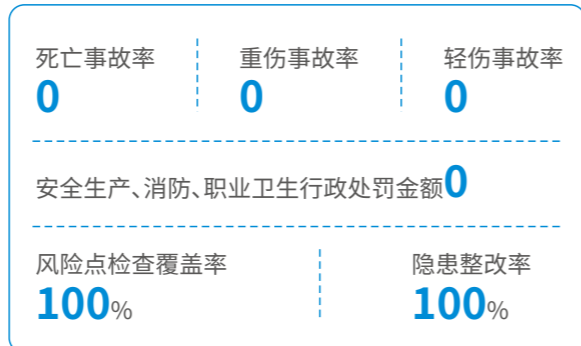 死亡事故率 重伤事故率 轻伤事故率
0 0 0
安全生产、消防、职业卫生行政处罚金额0
风险点检查覆盖率 隐患整改率
100% 100%